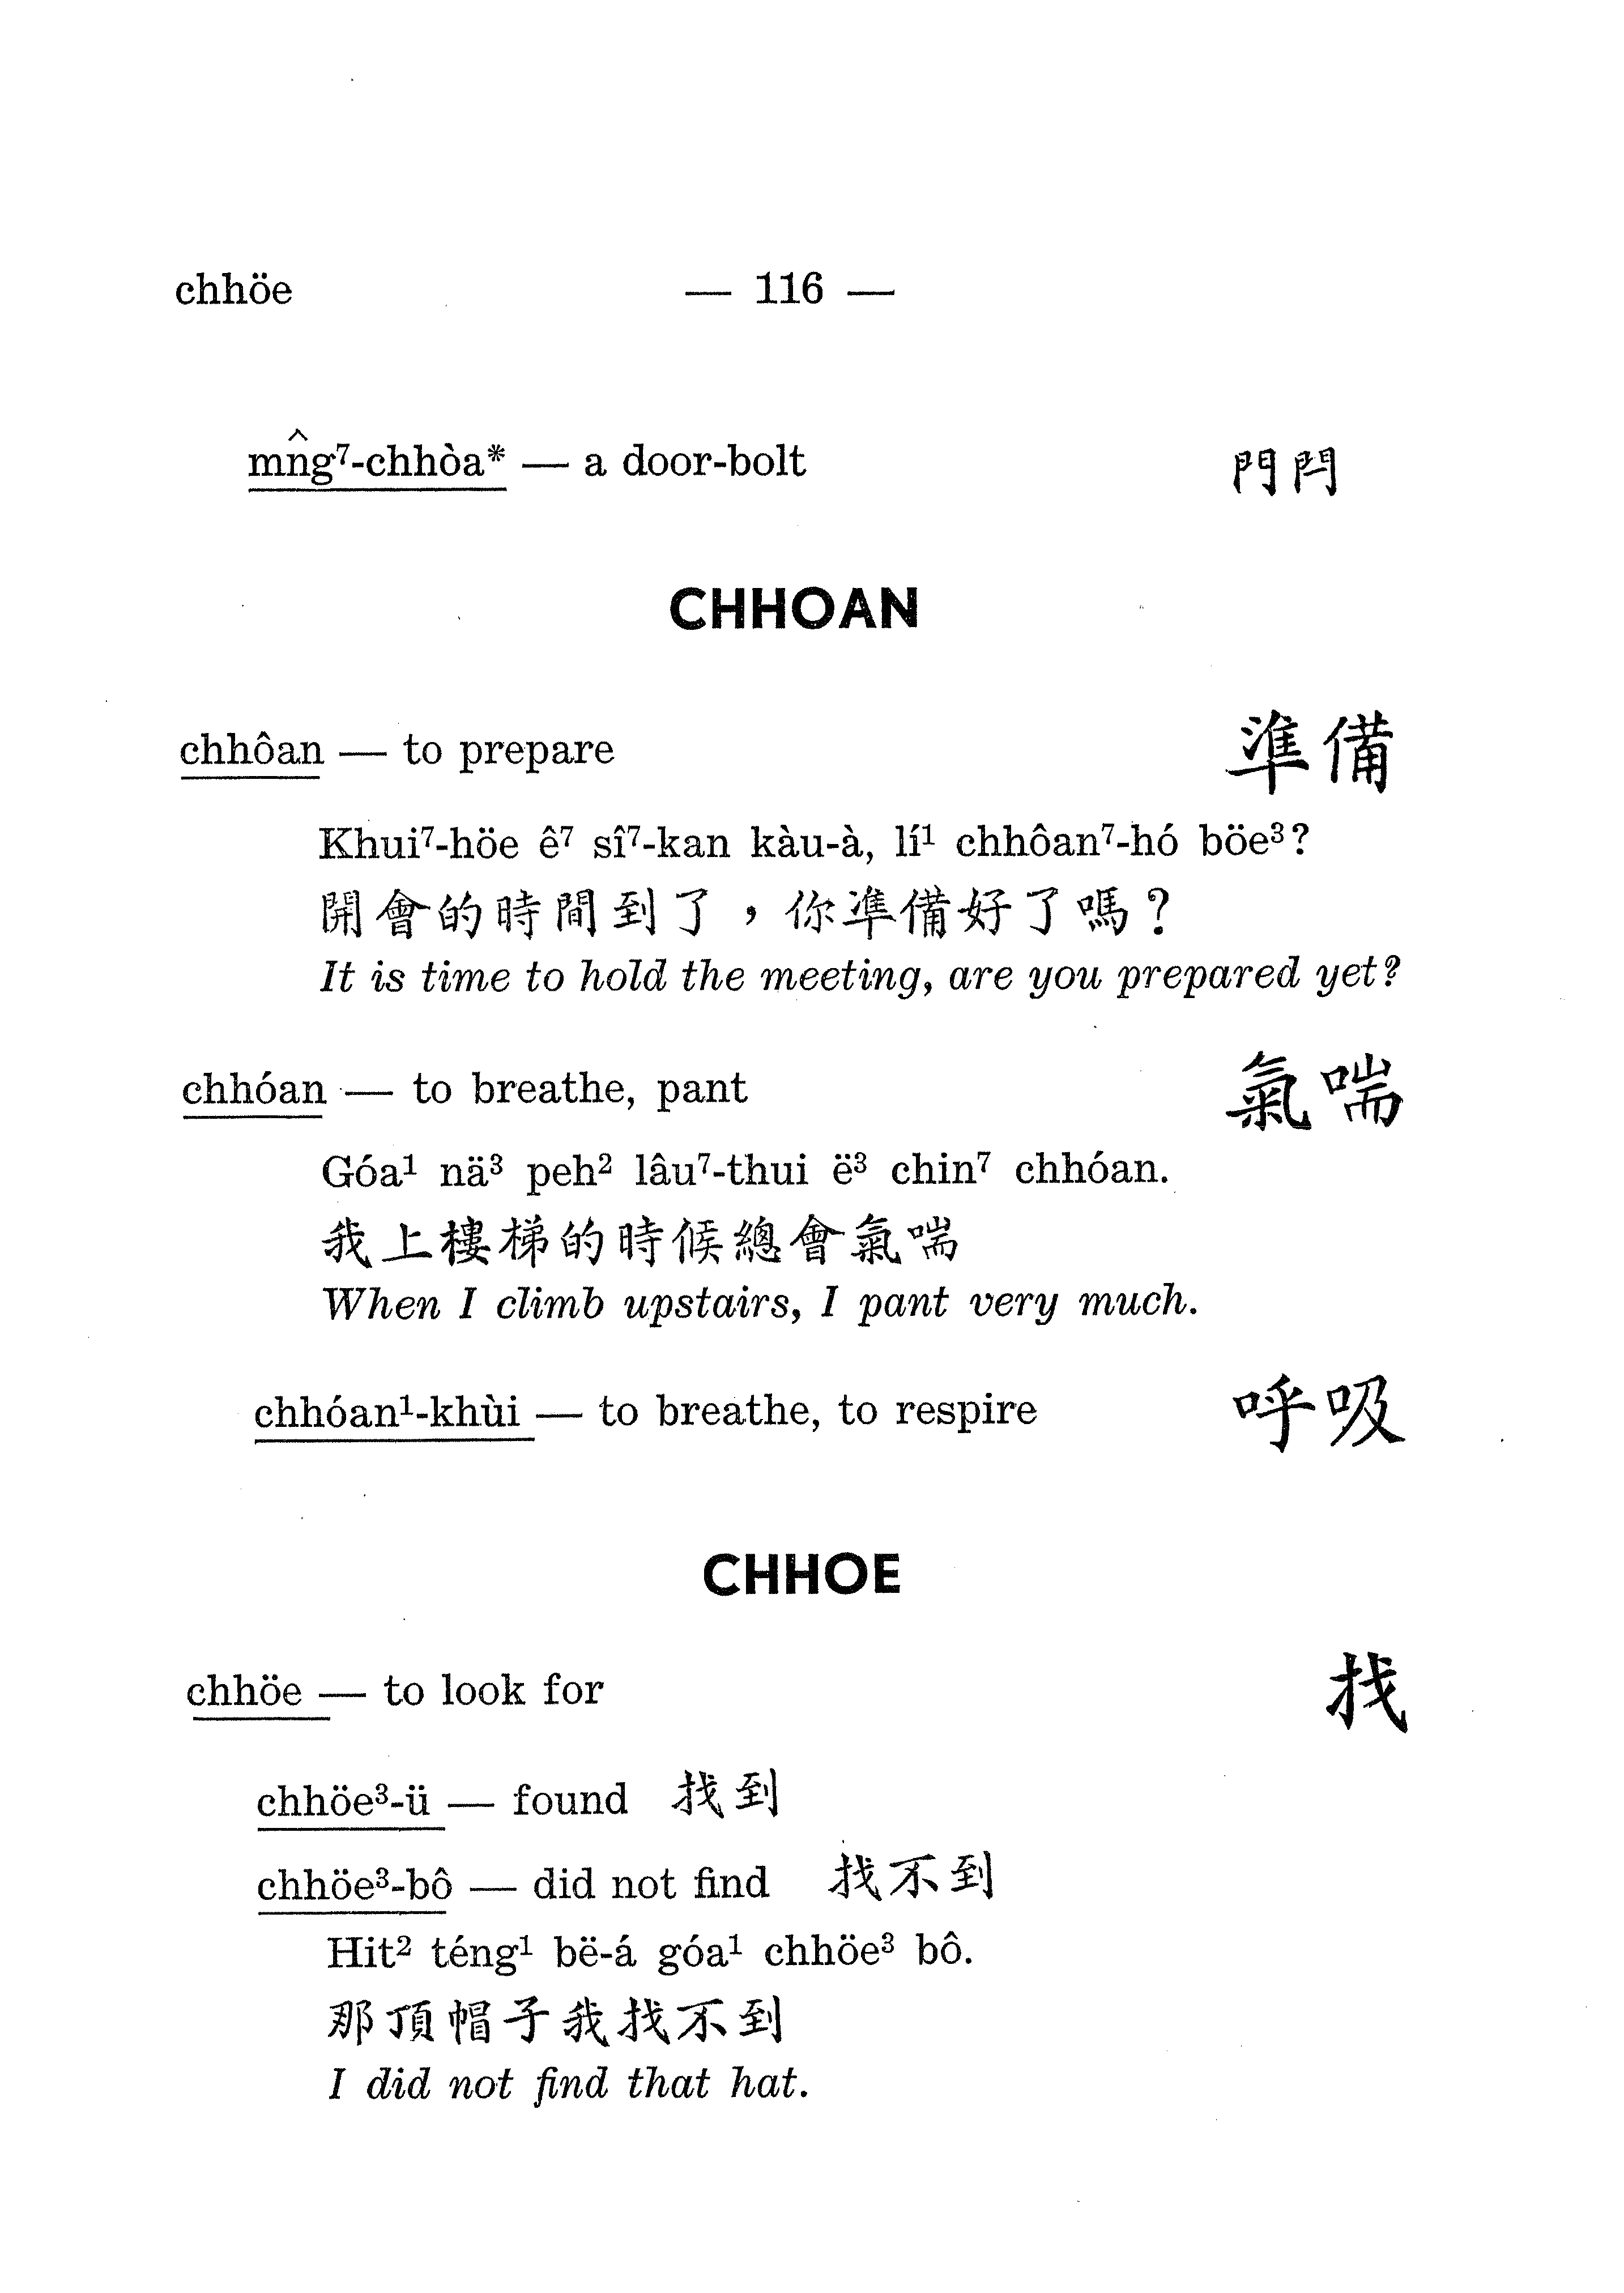 chhöe — 116 —
mn̂g⁷-chhòa* — a door-bolt 門閂
CHHOAN
chhôan — to prepare 準備
Khui⁷-höe ê⁷ sî⁷-kan kàu-à, lí¹ chhôan⁷-hó böe³?
開會的時間到了，你準備好了嗎？
It is time to hold the meeting, are you prepared yet?
chhóan — to breathe, pant 氣喘
Góa¹ nä³ peh² lâu⁷-thui ë³ chin⁷ chhóan.
我上樓梯的時候總會氣喘
When I climb upstairs, I pant very much.
chhóan¹-khùi — to breathe, to respire 呼吸
CHHOE
chhöe — to look for 找
chhöe³-ü — found 找到
chhöe³-bô — did not find 找不到
Hit² téng¹ bë-á góa¹ chhöe³ bô.
那頂帽子我找不到
I did not find that hat.